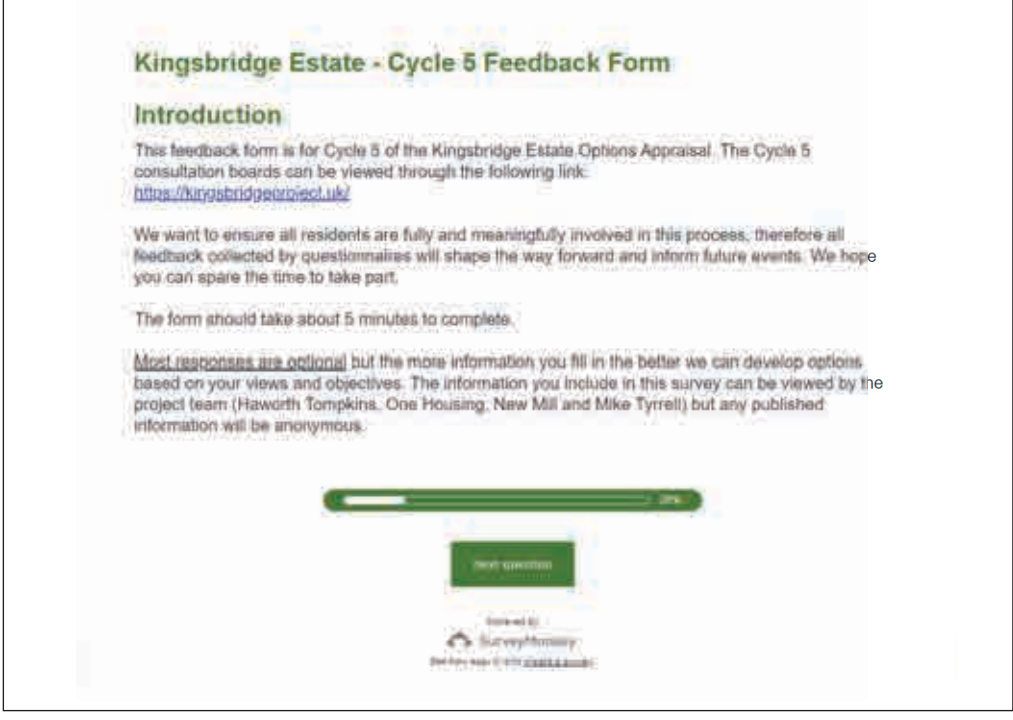 Kingsbridge Estate - Cycle 5 Feedback Form
Introduction
This feedback form is for Cycle 5 of the Kingsbridge Estate Options Appraisal. The Cycle 5
consultation boards can be viewed through the following link:
https://kingsbridgeproject.uk/
We want to ensure all residents are fully and meaningfully involved in this process, therefore all
feedback collected by questionnaires will shape the way forward and inform future events. We hope
you can spare the time to take part.
The form should take about 5 minutes to complete.
Most responses are optional but the more information you fill in the better we can develop options
based on your views and objectives. The information you include in this survey can be viewed by the
project team (Haworth Tompkins, One Housing, New Mill and Mike Tyrrell) but any published
information will be anonymous.
Next question
Powered by
SurveyMonkey